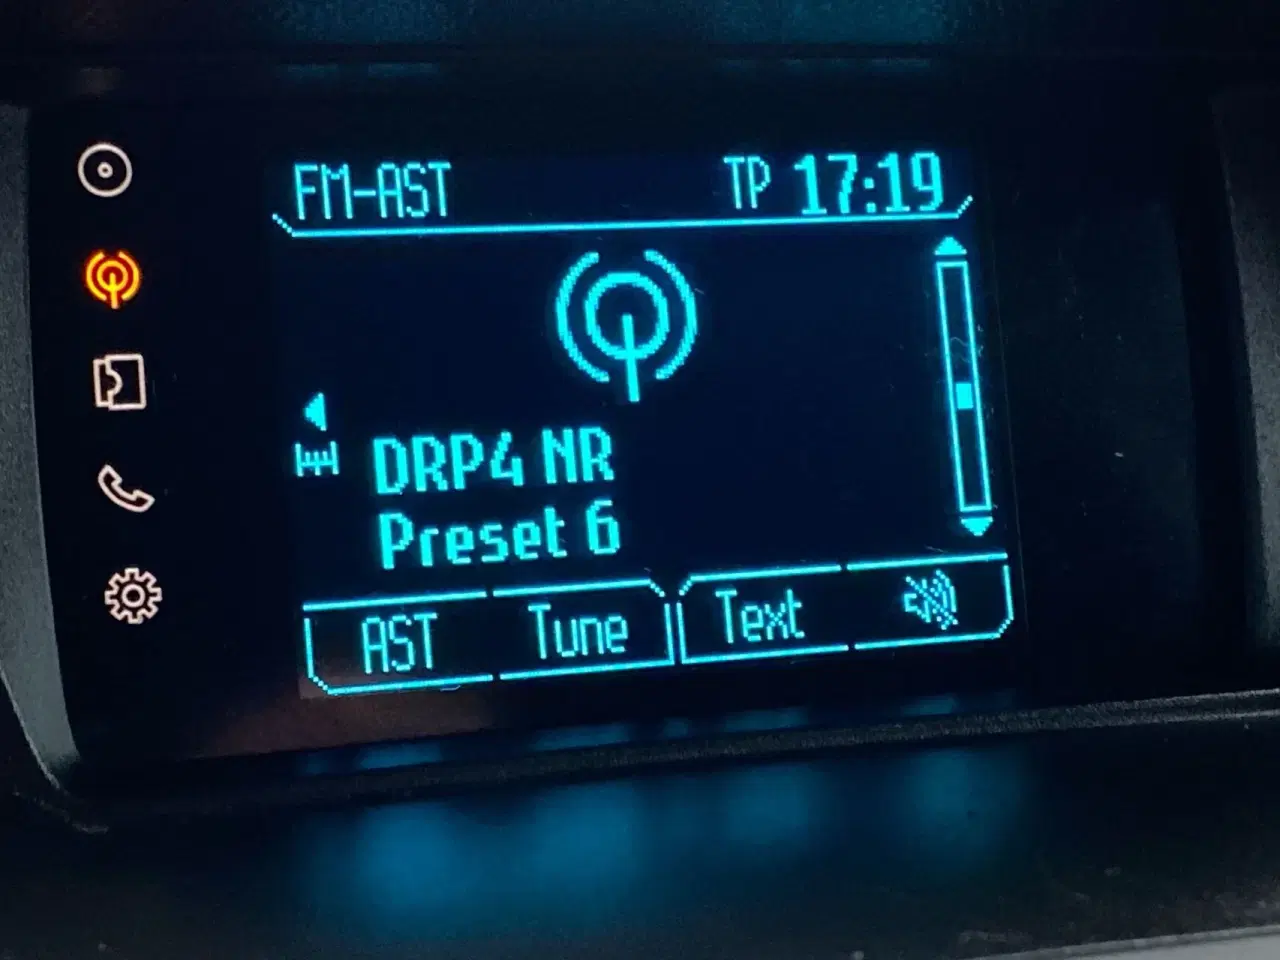 FM-AST TP 17:19
DRP4 NR
Preset 6
AST Tune Text